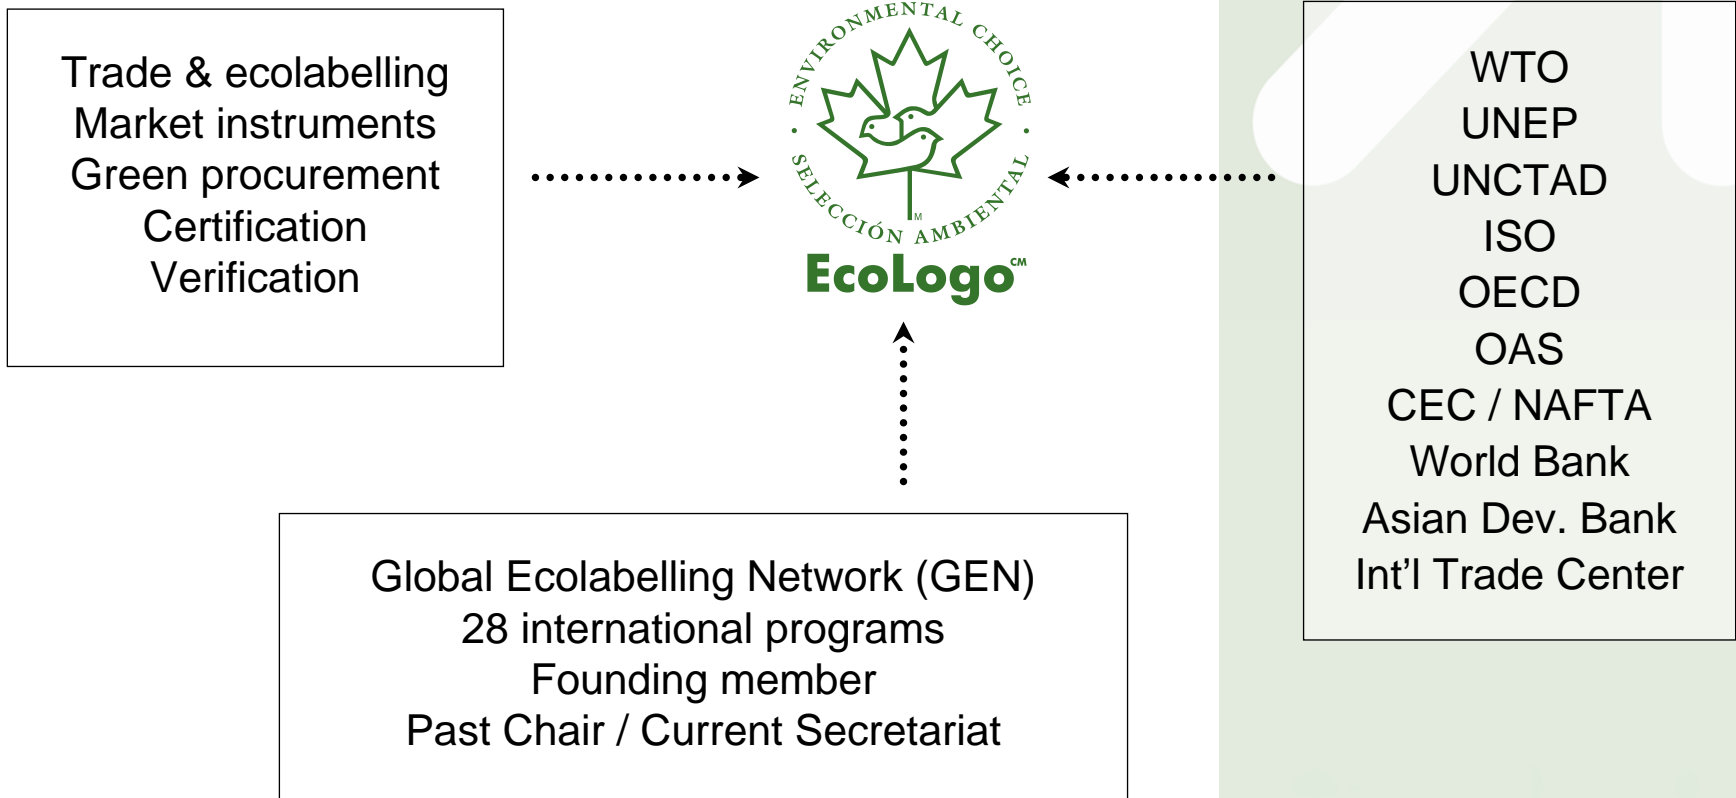 Trade & ecolabelling
Market instruments
Green procurement
Certification
Verification
ENVIRONMENTAL CHOICE
SELECCIÓN AMBIENTAL
M
EcoLogo CM
WTO
UNEP
UNCTAD
ISO
OECD
OAS
CEC / NAFTA
World Bank
Asian Dev. Bank
Int’l Trade Center
Global Ecolabelling Network (GEN)
28 international programs
Founding member
Past Chair / Current Secretariat